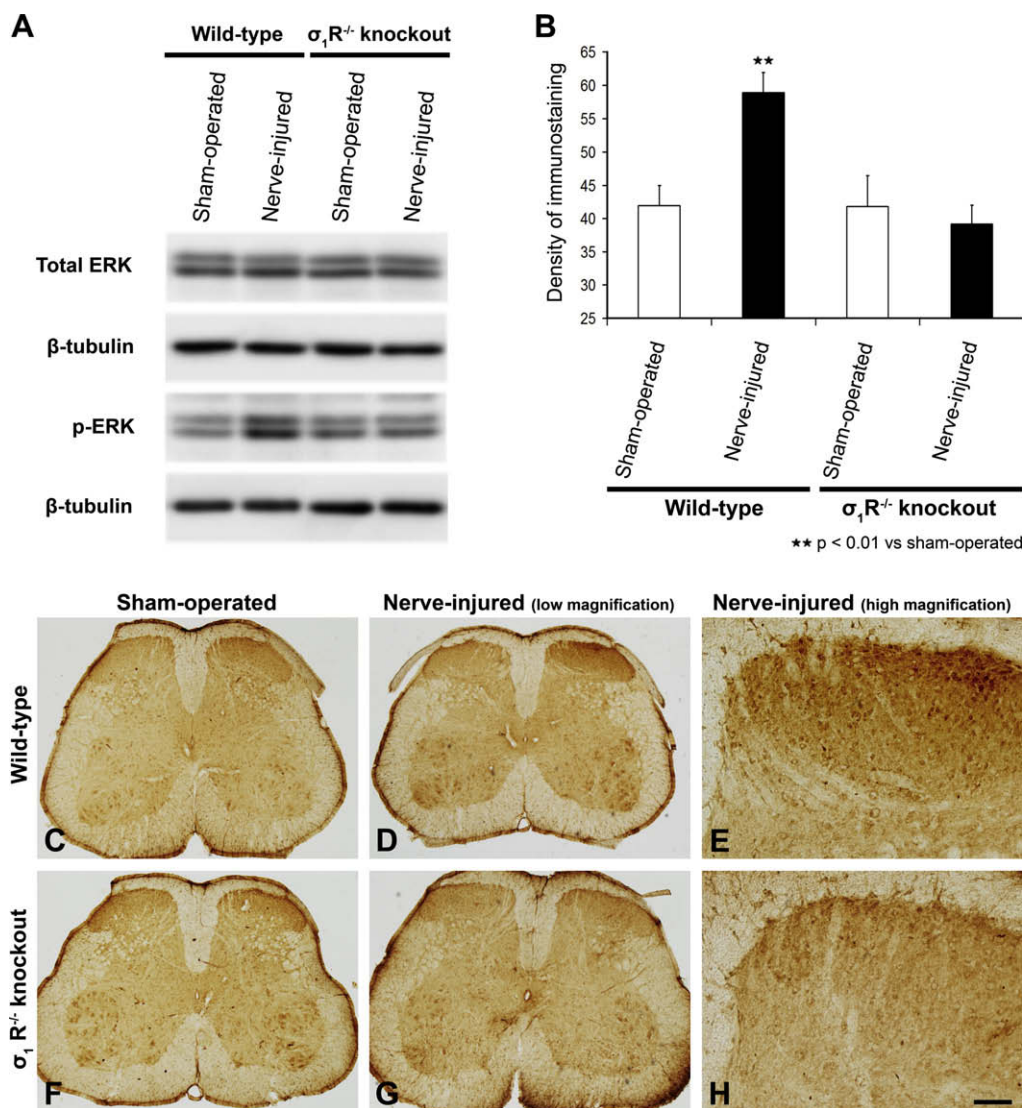 A
Wild-type
σ₁R⁻/⁻ knockout
Sham-operated
Nerve-injured
Sham-operated
Nerve-injured
Total ERK
β-tubulin
p-ERK
β-tubulin
B
Density of immunostaining
65
60
55
50
45
40
35
30
25
★★
Sham-operated
Nerve-injured
Sham-operated
Nerve-injured
Wild-type
σ₁R⁻/⁻ knockout
★★ p < 0.01 vs sham-operated
Sham-operated
Nerve-injured (low magnification)
Nerve-injured (high magnification)
Wild-type
C
D
E
σ₁ R⁻/⁻ knockout
F
G
H